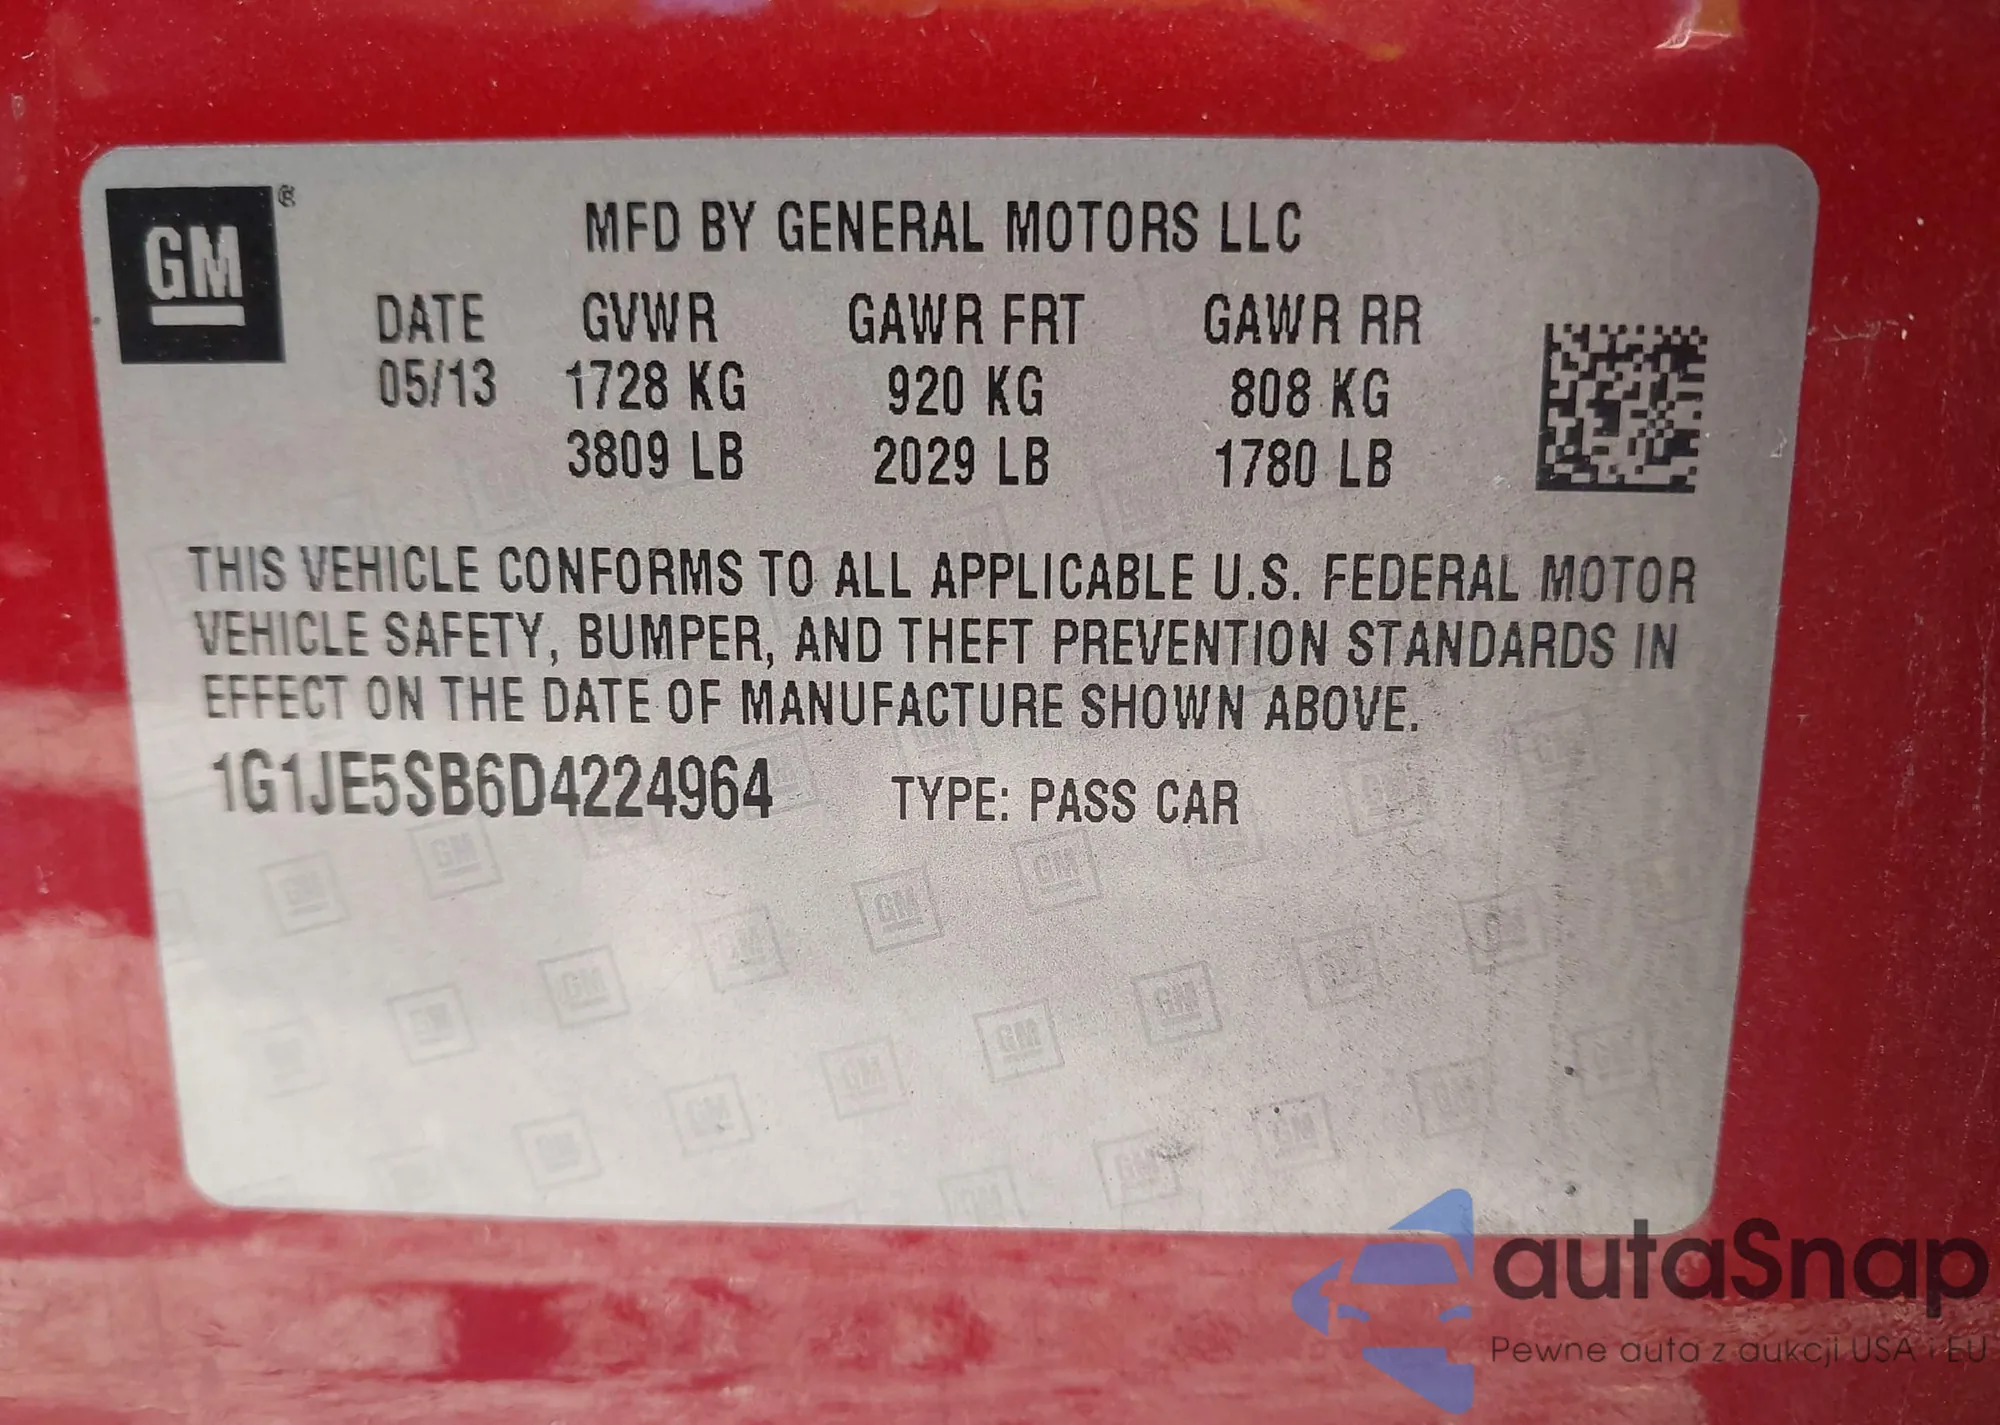 GM ®
MFD BY GENERAL MOTORS LLC
DATE GVWR GAWR FRT GAWR RR
05/13 1728 KG 920 KG 808 KG
3809 LB 2029 LB 1780 LB
THIS VEHICLE CONFORMS TO ALL APPLICABLE U.S. FEDERAL MOTOR
VEHICLE SAFETY, BUMPER, AND THEFT PREVENTION STANDARDS IN
EFFECT ON THE DATE OF MANUFACTURE SHOWN ABOVE.
1G1JE5SB6D4224964 TYPE: PASS CAR
autaSnap
Pewne auta z aukcji USA i EU